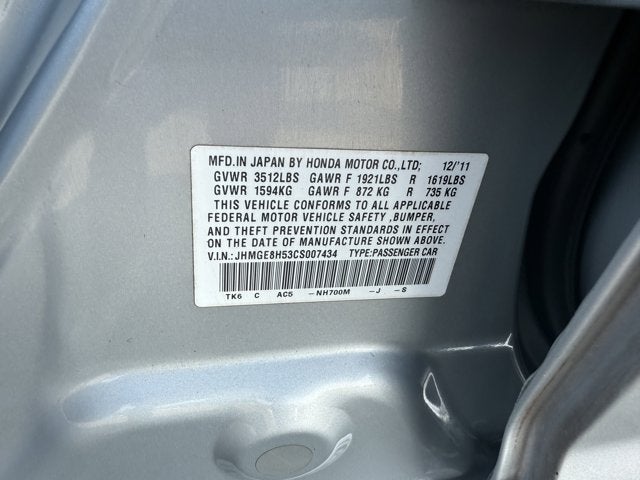 MFD.IN JAPAN BY HONDA MOTOR CO.,LTD; 12/'11
GVWR 3512LBS GAWR F 1921LBS R 1619LBS
GVWR 1594KG GAWR F 872 KG R 735 KG
THIS VEHICLE CONFORMS TO ALL APPLICABLE
FEDERAL MOTOR VEHICLE SAFETY ,BUMPER,
AND THEFT PREVENTION STANDARDS IN EFFECT
ON THE DATE OF MANUFACTURE SHOWN ABOVE.
V.I.N.:JHMGE8H53CS007434 TYPE:PASSENGER CAR
TK6 C AC5 -NH700M -J -S